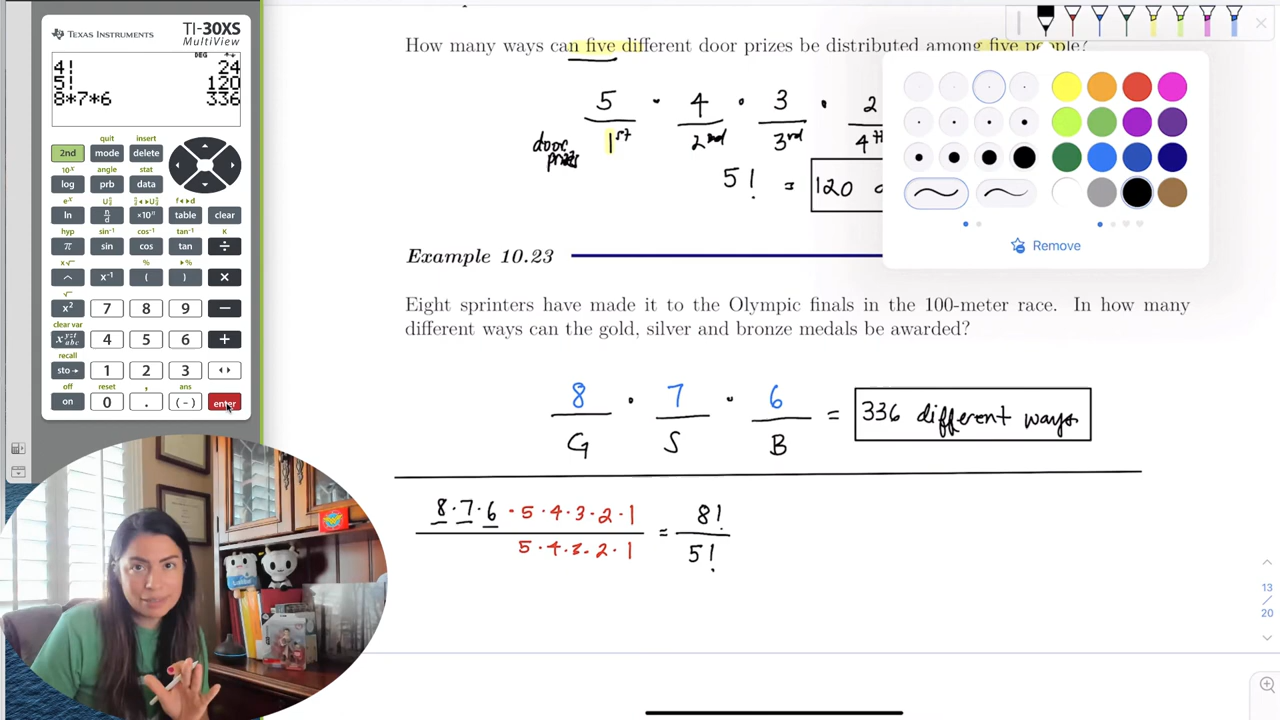 TEXAS INSTRUMENTS
TI-30XS
MultiView
DEG
4! 24
5! 120
8*7*6 336
quit insert
2nd mode delete
10ˣ angle stat
log prb data
eˣ
ln n/d ×10ⁿ table clear
hyp sin⁻¹ cos⁻¹ tan⁻¹ K
π sin cos tan ÷
% ►%
^ x⁻¹ ( ) ×
x² 7 8 9 −
clear var
4 5 6 +
recall
sto→ 1 2 3
off reset , ans
on 0 . (−) enter
How many ways can five different door prizes be distributed among five people?
5 · 4 · 3 · 2
door prizes 1st 2nd 3rd 4th
5! = 120
Remove
Example 10.23
Eight sprinters have made it to the Olympic finals in the 100-meter race. In how many
different ways can the gold, silver and bronze medals be awarded?
8 · 7 · 6 = 336 different ways
G S B
8·7·6·5·4·3·2·1 = 8!
5·4·3·2·1 5!
13
/
20